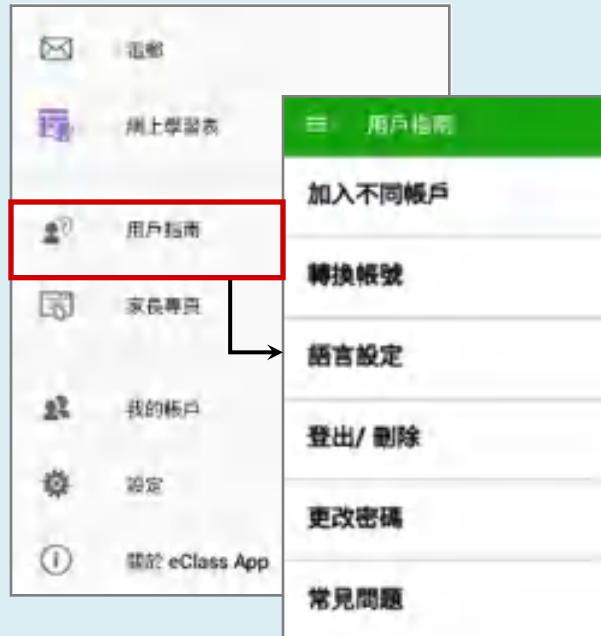 網上學習表
用戶指南
家長專頁
我的帳戶
設定
關於 eClass App
用戶指南
加入不同帳戶
轉換帳號
語言設定
登出/ 刪除
更改密碼
常見問題